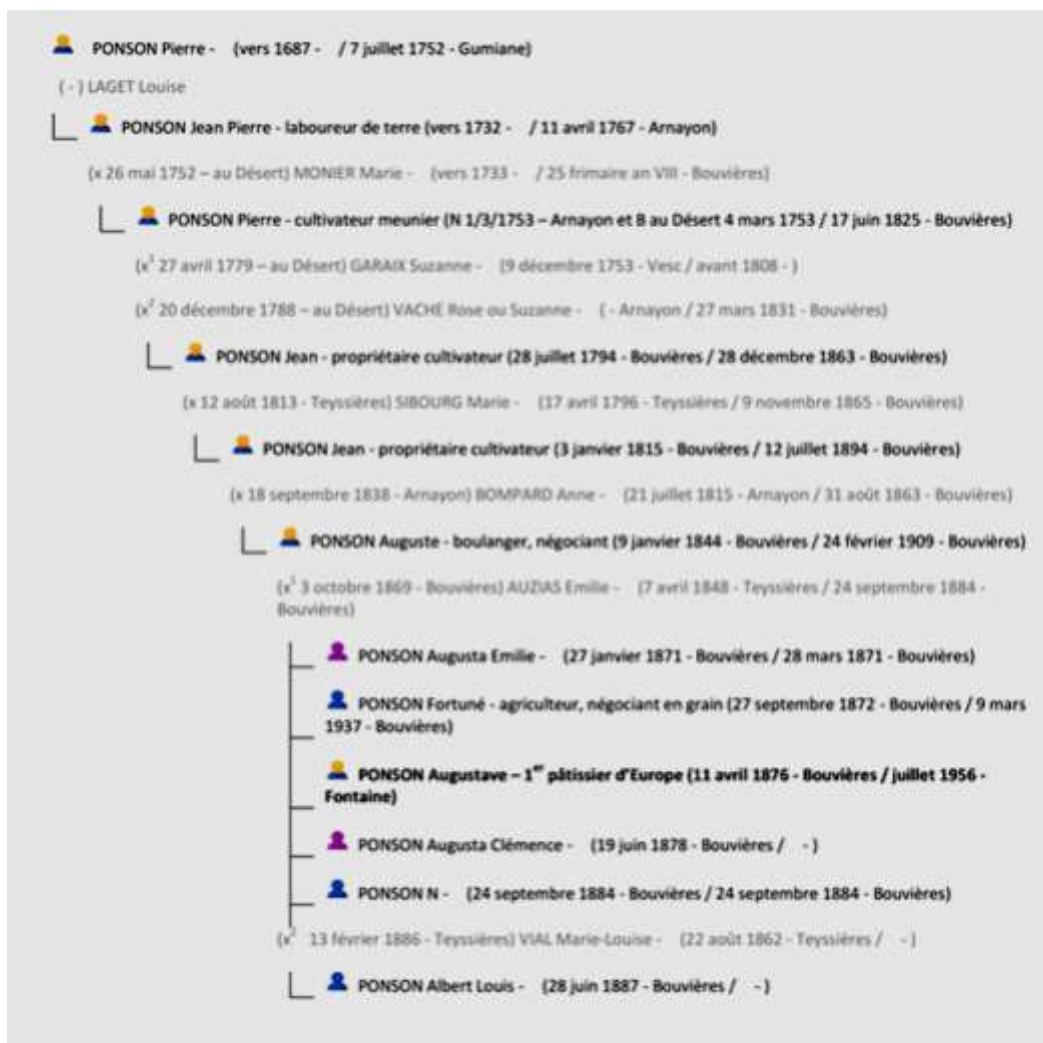 PONSON Pierre - (vers 1687 - / 7 juillet 1752 - Gumiane)
( - ) LAGET Louise
PONSON Jean Pierre - laboureur de terre (vers 1732 - / 11 avril 1767 - Arnayon)
(x 26 mai 1752 – au Désert) MONIER Marie - (vers 1733 - / 25 frimaire an VIII - Bouvières)
PONSON Pierre - cultivateur meunier (N 1/3/1753 – Arnayon et B au Désert 4 mars 1753 / 17 juin 1825 - Bouvières)
(x¹ 27 avril 1779 – au Désert) GARAIX Suzanne - (9 décembre 1753 - Vesc / avant 1808 - )
(x² 20 décembre 1788 – au Désert) VACHE Rose ou Suzanne - ( - Arnayon / 27 mars 1831 - Bouvières)
PONSON Jean - propriétaire cultivateur (28 juillet 1794 - Bouvières / 28 décembre 1863 - Bouvières)
(x 12 août 1813 - Teyssières) SIBOURG Marie - (17 avril 1796 - Teyssières / 9 novembre 1865 - Bouvières)
PONSON Jean - propriétaire cultivateur (3 janvier 1815 - Bouvières / 12 juillet 1894 - Bouvières)
(x 18 septembre 1838 - Arnayon) BOMPARD Anne - (21 juillet 1815 - Arnayon / 31 août 1863 - Bouvières)
PONSON Auguste - boulanger, négociant (9 janvier 1844 - Bouvières / 24 février 1909 - Bouvières)
(x¹ 3 octobre 1869 - Bouvières) AUZIAS Emilie - (7 avril 1848 - Teyssières / 24 septembre 1884 -
Bouvières)
PONSON Augusta Emilie - (27 janvier 1871 - Bouvières / 28 mars 1871 - Bouvières)
PONSON Fortuné - agriculteur, négociant en grain (27 septembre 1872 - Bouvières / 9 mars
1937 - Bouvières)
PONSON Augustave – 1er pâtissier d'Europe (11 avril 1876 - Bouvières / juillet 1956 -
Fontaine)
PONSON Augusta Clémence - (19 juin 1878 - Bouvières / - )
PONSON N - (24 septembre 1884 - Bouvières / 24 septembre 1884 - Bouvières)
(x² 13 février 1886 - Teyssières) VIAL Marie-Louise - (22 août 1862 - Teyssières / - )
PONSON Albert Louis - (28 juin 1887 - Bouvières / - )